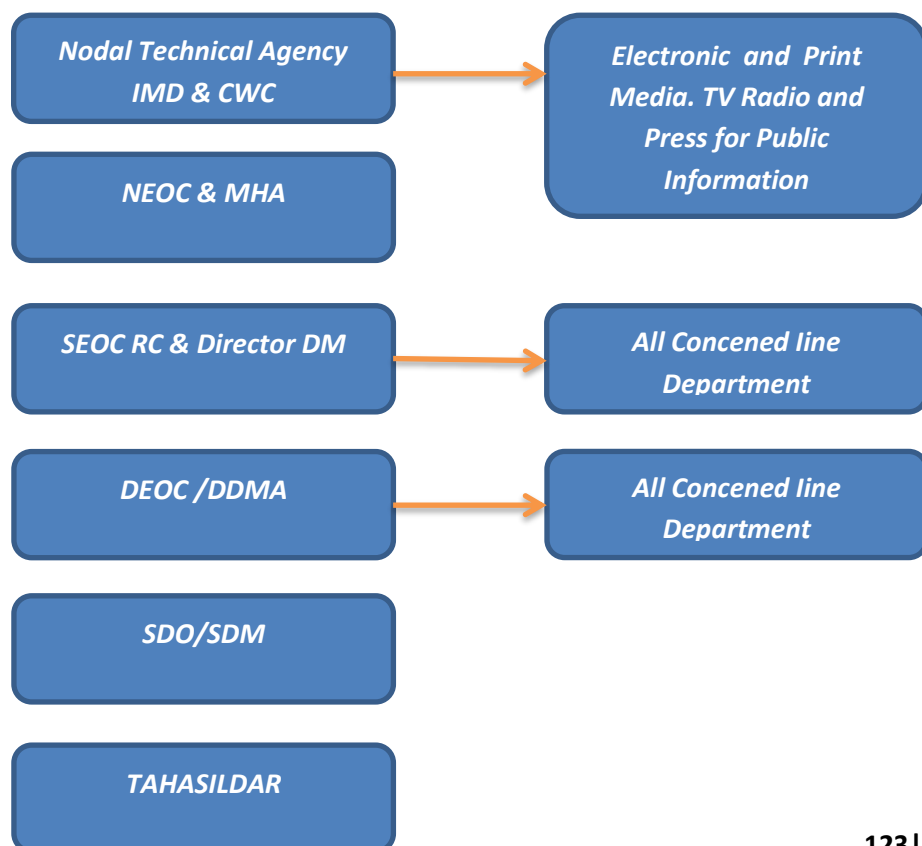 Nodal Technical Agency
IMD & CWC
Electronic and Print
Media. TV Radio and
Press for Public
Information
NEOC & MHA
SEOC RC & Director DM
All Concened line
Department
DEOC /DDMA
All Concened line
Department
SDO/SDM
TAHASILDAR
123|